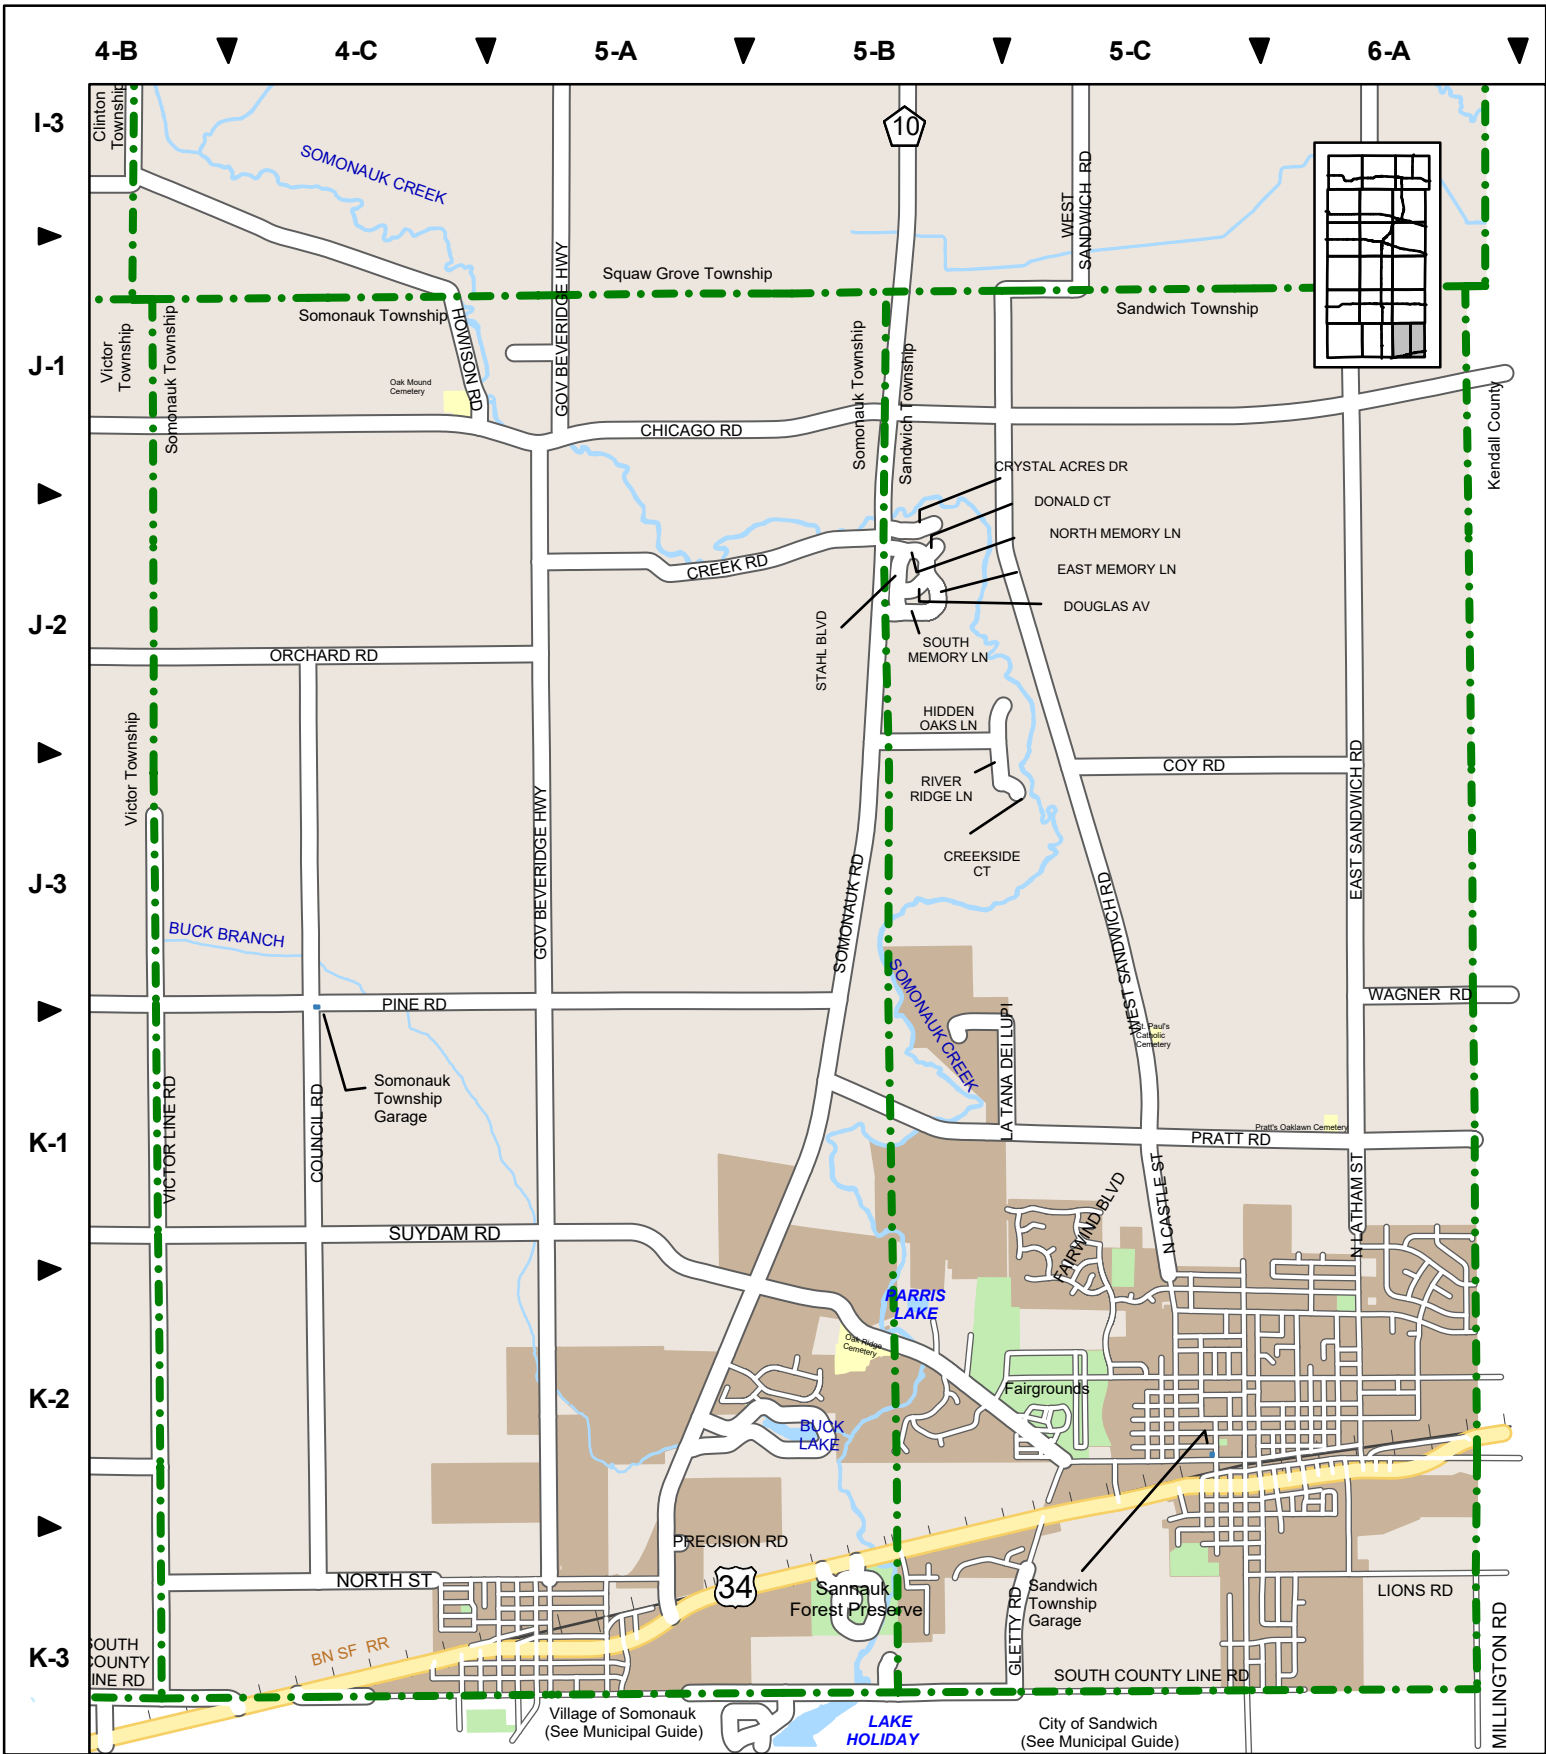 4-B
4-C
5-A
5-B
5-C
6-A
I-3
J-1
J-2
J-3
K-1
K-2
K-3
Clinton
Township
SOMONAUK CREEK
10
WEST
SANDWICH RD
GOV BEVERIDGE HWY
Squaw Grove Township
Somonauk Township
Sandwich Township
Victor
Township
Somonauk Township
HOWISON RD
Somonauk Township
Sandwich Township
Oak Mound
Cemetery
Kendall County
CHICAGO RD
CRYSTAL ACRES DR
DONALD CT
NORTH MEMORY LN
EAST MEMORY LN
DOUGLAS AV
CREEK RD
STAHL BLVD
SOUTH
MEMORY LN
ORCHARD RD
HIDDEN
OAKS LN
Victor Township
COY RD
RIVER
RIDGE LN
EAST SANDWICH RD
GOV BEVERIDGE HWY
CREEKSIDE
CT
SOMONAUK RD
WEST SANDWICH RD
BUCK BRANCH
SOMONAUK CREEK
PINE RD
WAGNER RD
LA TANA DEI LUPI
St. Paul's
Catholic
Cemetery
Somonauk
Township
Garage
VICTOR LINE RD
COUNCIL RD
Pratt's Oaklawn Cemetery
PRATT RD
N CASTLE ST
N LATHAM ST
FAIRWIND BLVD
SUYDAM RD
PARRIS
LAKE
Oak Ridge
Cemetery
Fairgrounds
BUCK
LAKE
PRECISION RD
34
NORTH ST
Sannauk
Forest Preserve
GLETTY RD
Sandwich
Township
Garage
LIONS RD
MILLINGTON RD
SOUTH
COUNTY
INE RD
BN SF RR
SOUTH COUNTY LINE RD
Village of Somonauk
(See Municipal Guide)
LAKE
HOLIDAY
City of Sandwich
(See Municipal Guide)